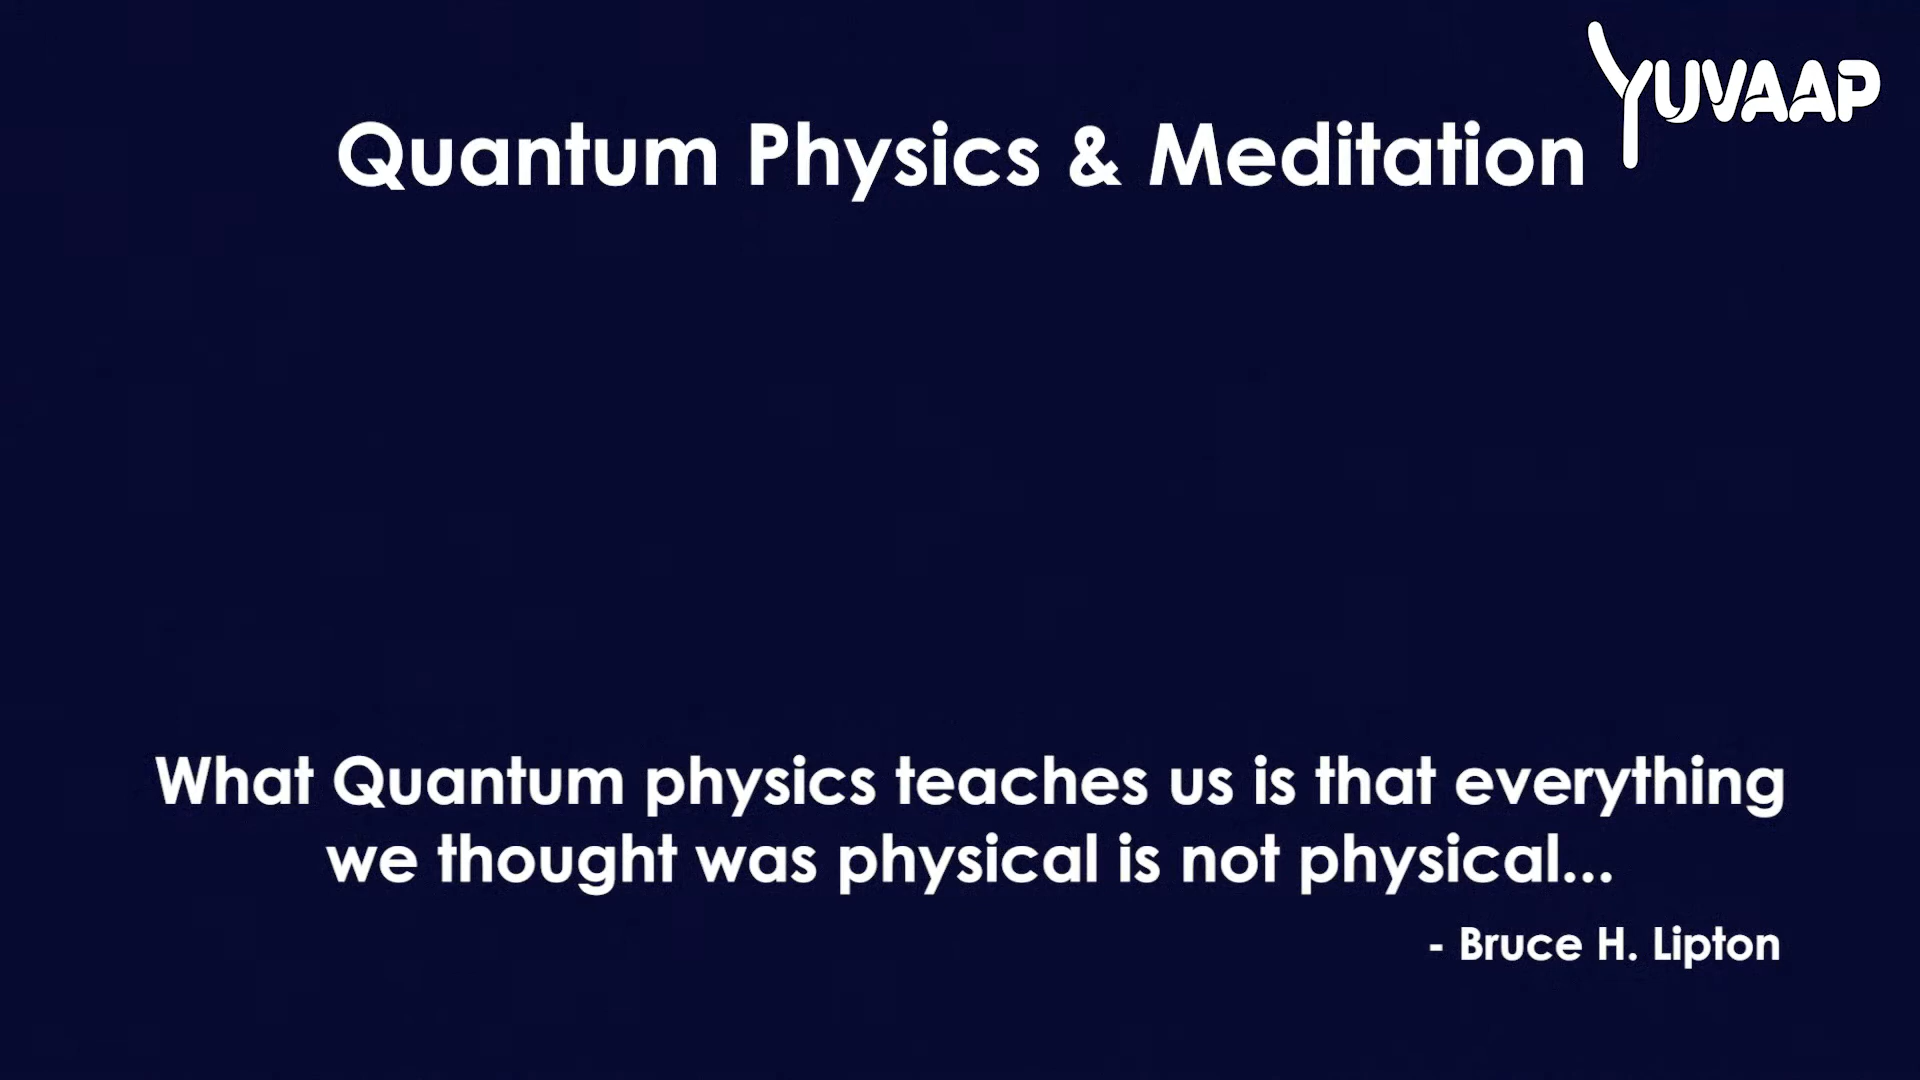 YUVAAP
Quantum Physics & Meditation
What Quantum physics teaches us is that everything
we thought was physical is not physical...
- Bruce H. Lipton